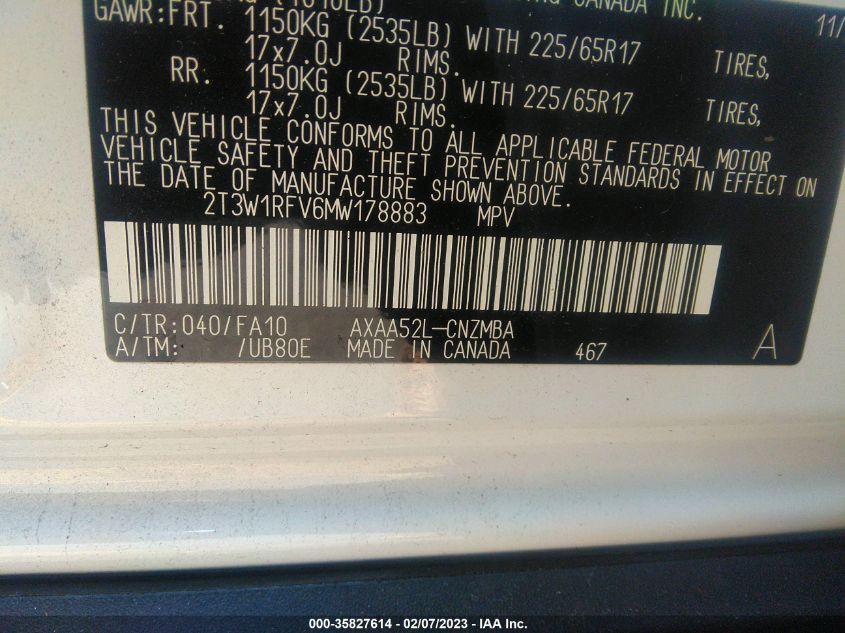 CANADA INC.
GAWR:FRT. 1150KG (2535LB) WITH 225/65R17 TIRES,
17x7.0J RIMS.
RR. 1150KG (2535LB) WITH 225/65R17 TIRES,
17x7.0J RIMS.
THIS VEHICLE CONFORMS TO ALL APPLICABLE FEDERAL MOTOR
VEHICLE SAFETY AND THEFT PREVENTION STANDARDS IN EFFECT ON
THE DATE OF MANUFACTURE SHOWN ABOVE.
2T3W1RFV6MW178883 MPV
C/TR:040/FA10 AXAA52L-CNZMBA
A/TM: /UB80E MADE IN CANADA 467 A
000-35827614 — 02/07/2023 — IAA Inc.